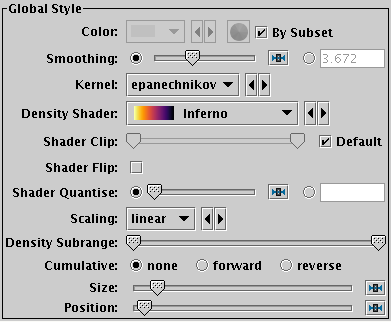 Global Style
Color: By Subset
Smoothing: 3.672
Kernel: epanechnikov
Density Shader: Inferno
Shader Clip: Default
Shader Flip:
Shader Quantise:
Scaling: linear
Density Subrange:
Cumulative: none forward reverse
Size:
Position: